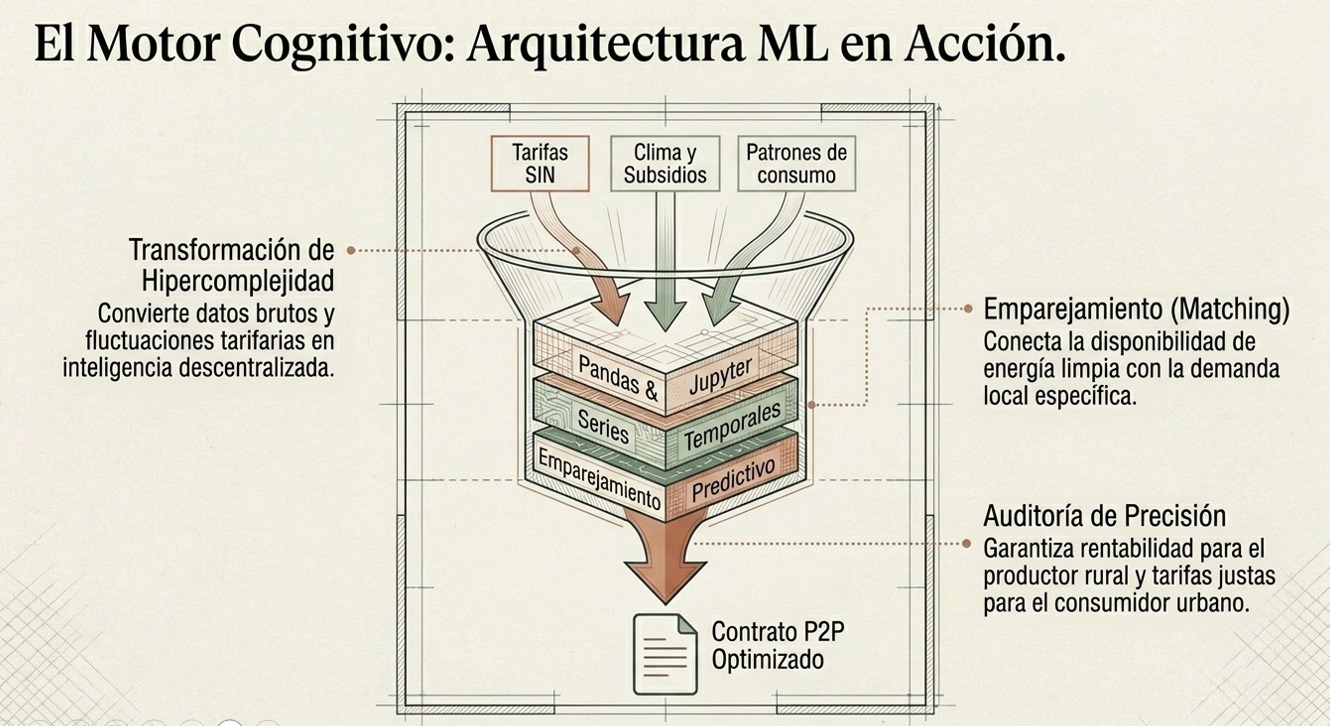 El Motor Cognitivo: Arquitectura ML en Acción.
Tarifas
SIN
Clima y
Subsidios
Patrones de
consumo
Transformación de
Hipercomplejidad
Convierte datos brutos y
fluctuaciones tarifarias en
inteligencia descentralizada.
Pandas & Jupyter
Series Temporales
Emparejamiento Predictivo
Emparejamiento (Matching)
Conecta la disponibilidad de
energía limpia con la demanda
local específica.
Auditoría de Precisión
Garantiza rentabilidad para el
productor rural y tarifas justas
para el consumidor urbano.
Contrato P2P
Optimizado